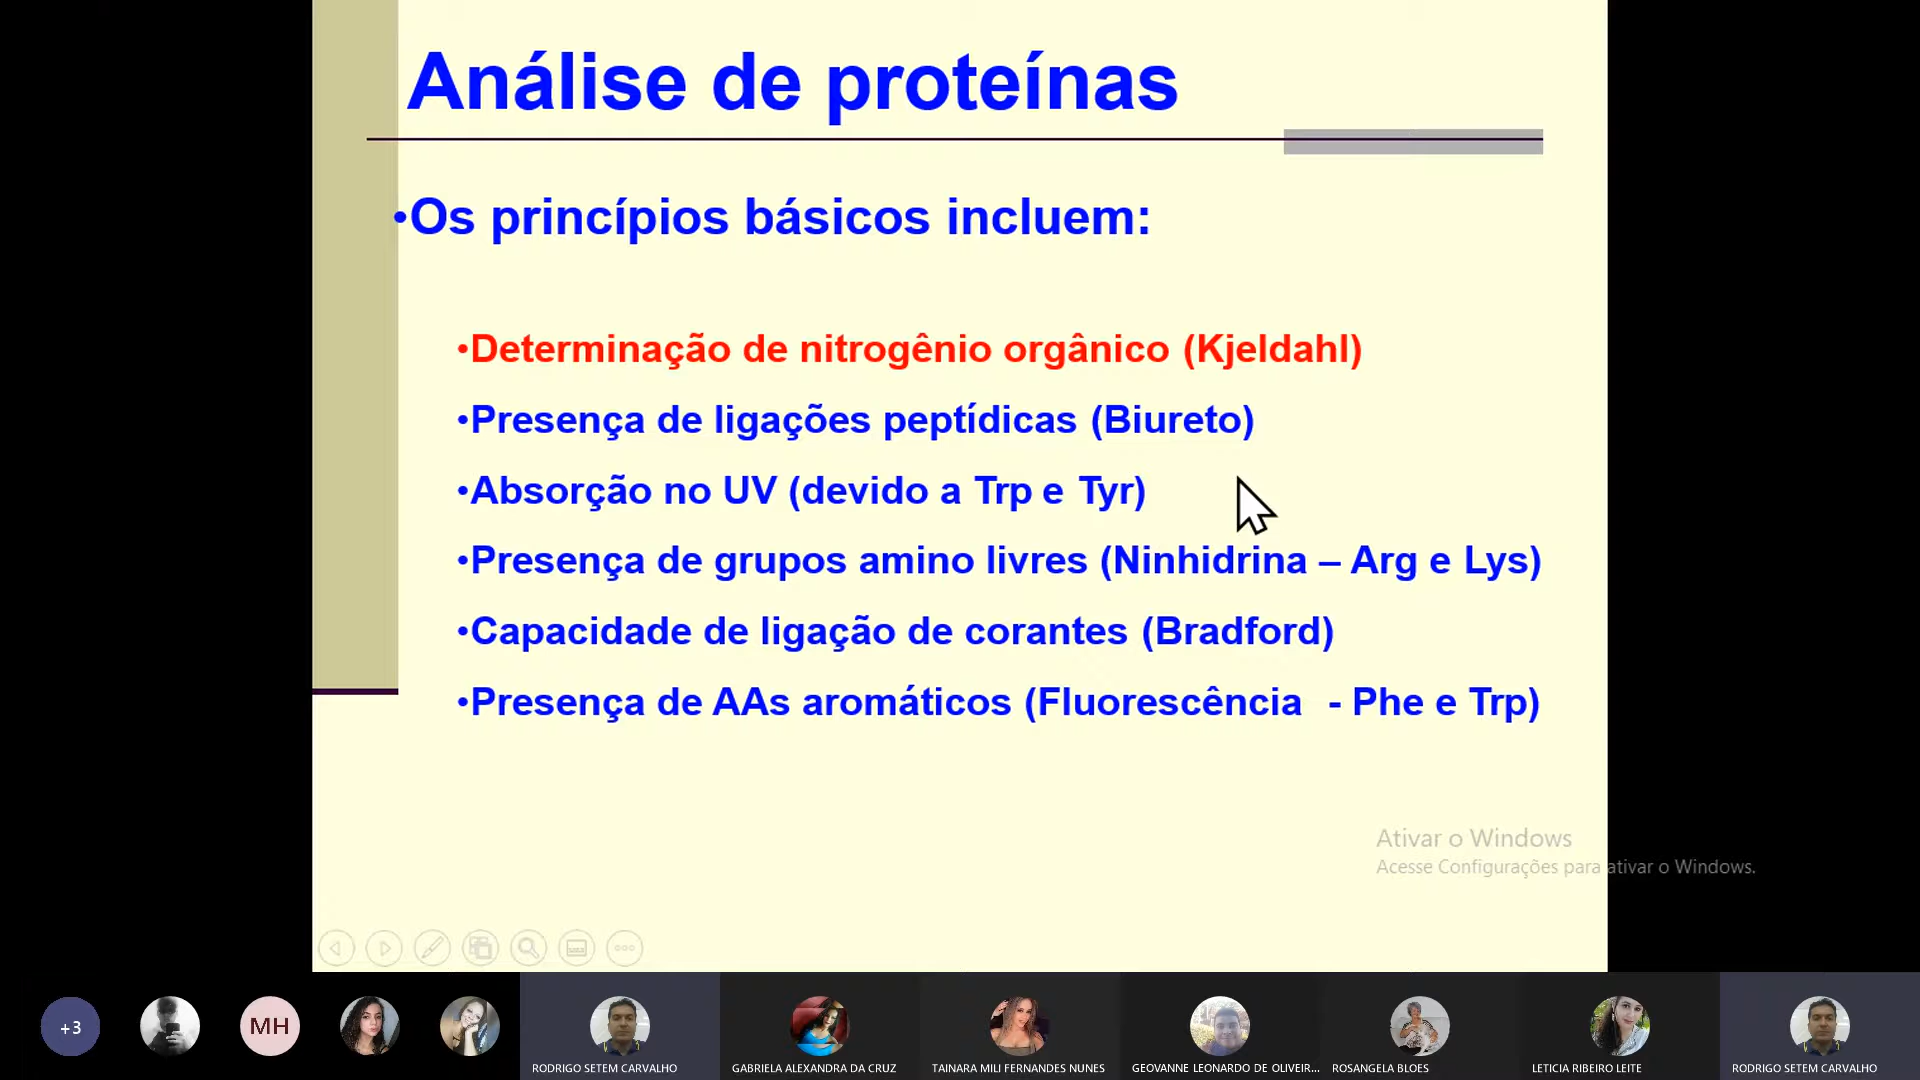 Análise de proteínas
•Os princípios básicos incluem:
•Determinação de nitrogênio orgânico (Kjeldahl)
•Presença de ligações peptídicas (Biureto)
•Absorção no UV (devido a Trp e Tyr)
•Presença de grupos amino livres (Ninhidrina – Arg e Lys)
•Capacidade de ligação de corantes (Bradford)
•Presença de AAs aromáticos (Fluorescência - Phe e Trp)
Ativar o Windows
Acesse Configurações para ativar o Windows.
+3
MH
RODRIGO SETEM CARVALHO
GABRIELA ALEXANDRA DA CRUZ
TAINARA MILI FERNANDES NUNES
GEOVANNE LEONARDO DE OLIVEIR...
ROSANGELA BLOES
LETICIA RIBEIRO LEITE
RODRIGO SETEM CARVALHO